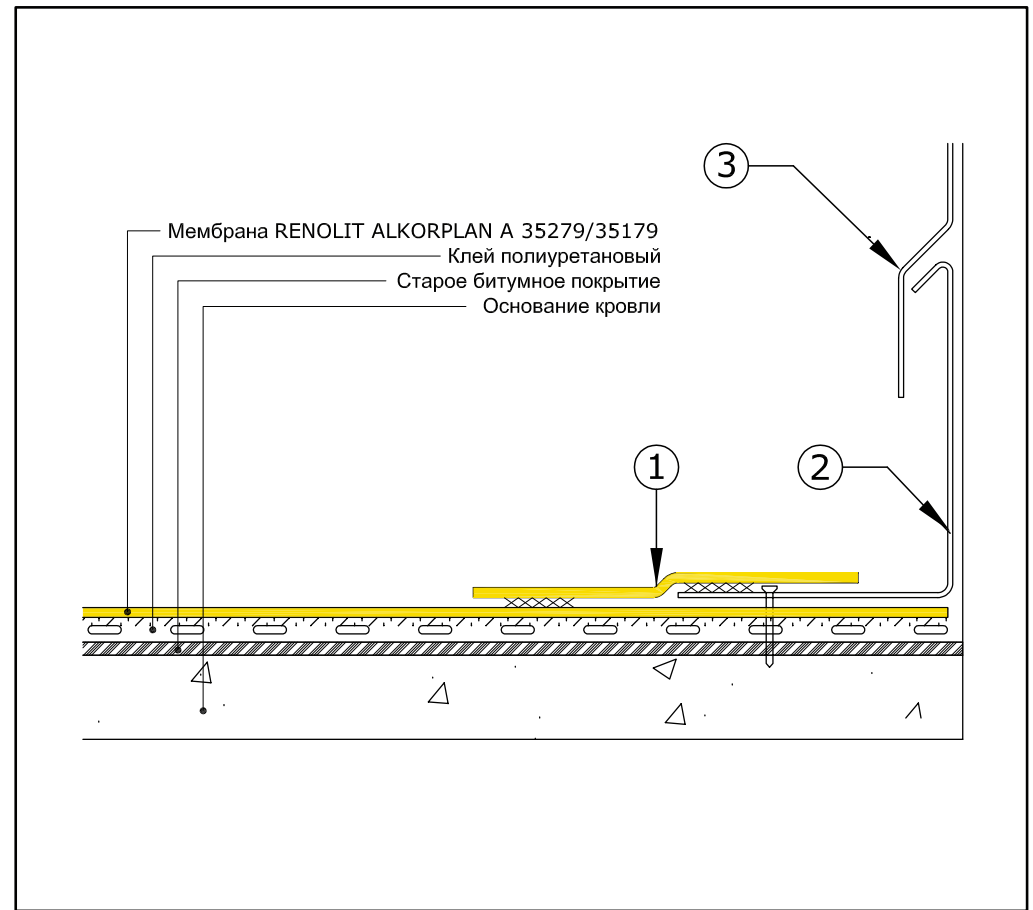 3
Мембрана RENOLIT ALKORPLAN A 35279/35179
Клей полиуретановый
Старое битумное покрытие
Основание кровли
1
2